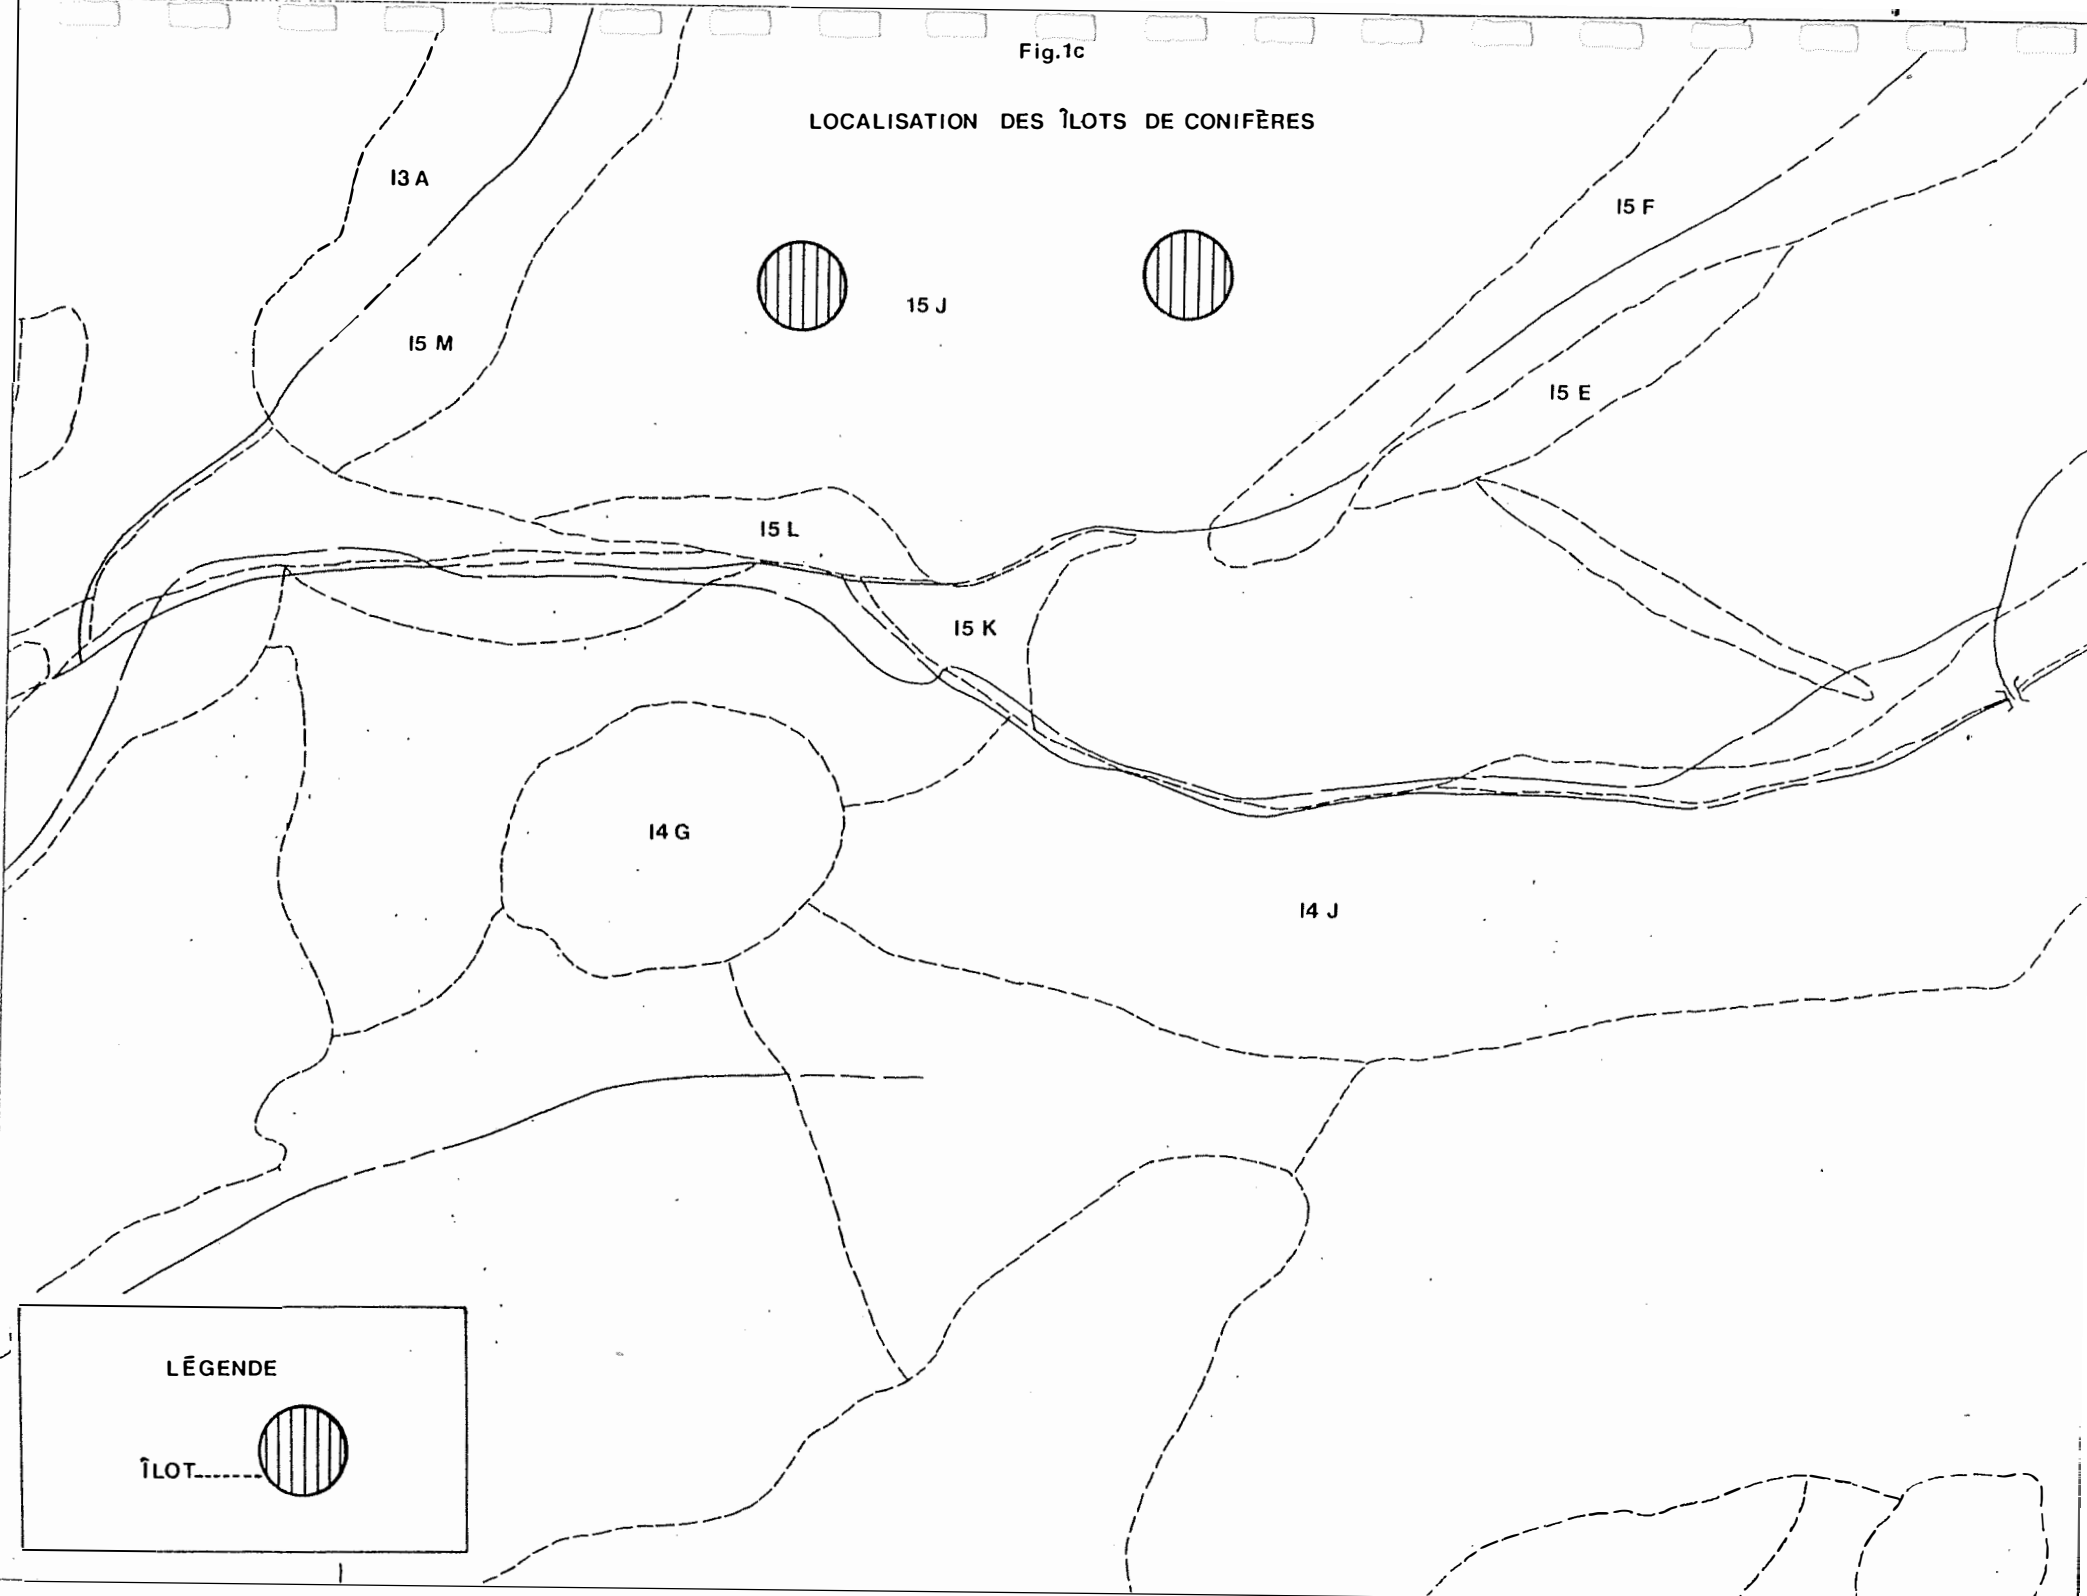 Fig.1c
LOCALISATION DES ÎLOTS DE CONIFÈRES
13 A
15 F
15 J
15 M
15 E
15 L
15 K
14 G
14 J
LÉGENDE
ÎLOT